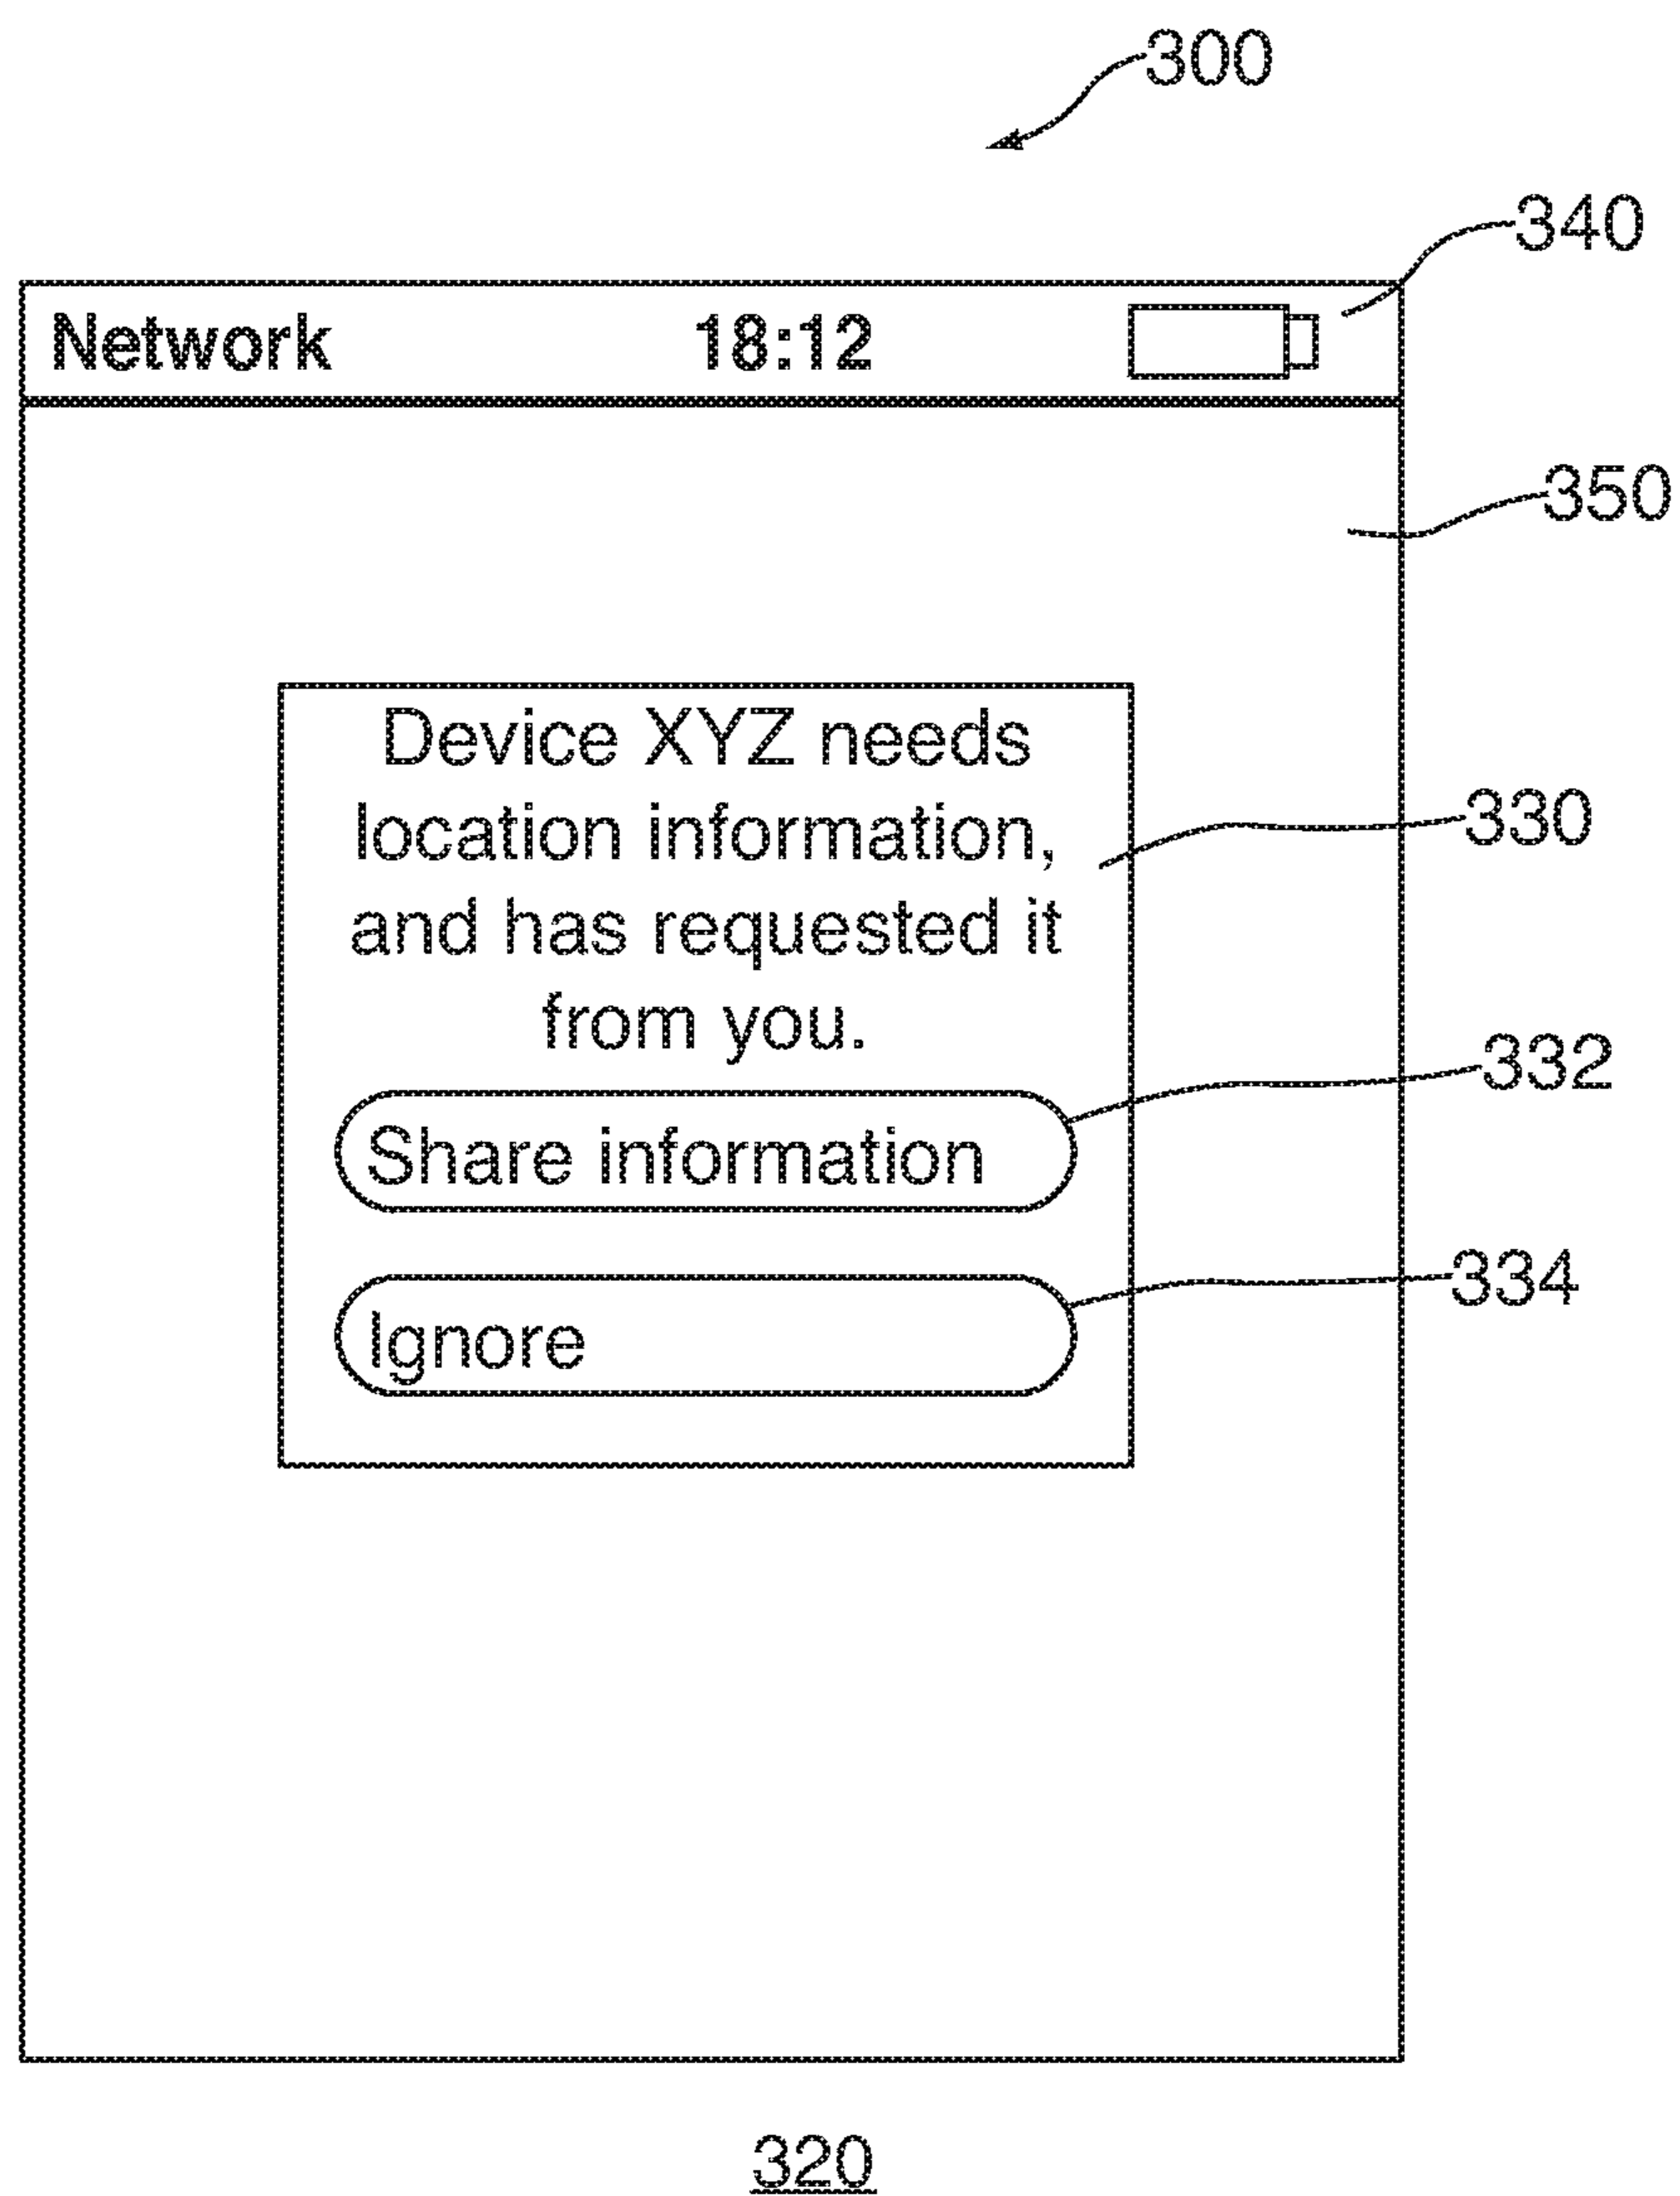 300
340
Network 18:12
350
Device XYZ needs
location information,
and has requested it
from you.
330
332
Share information
334
Ignore
320